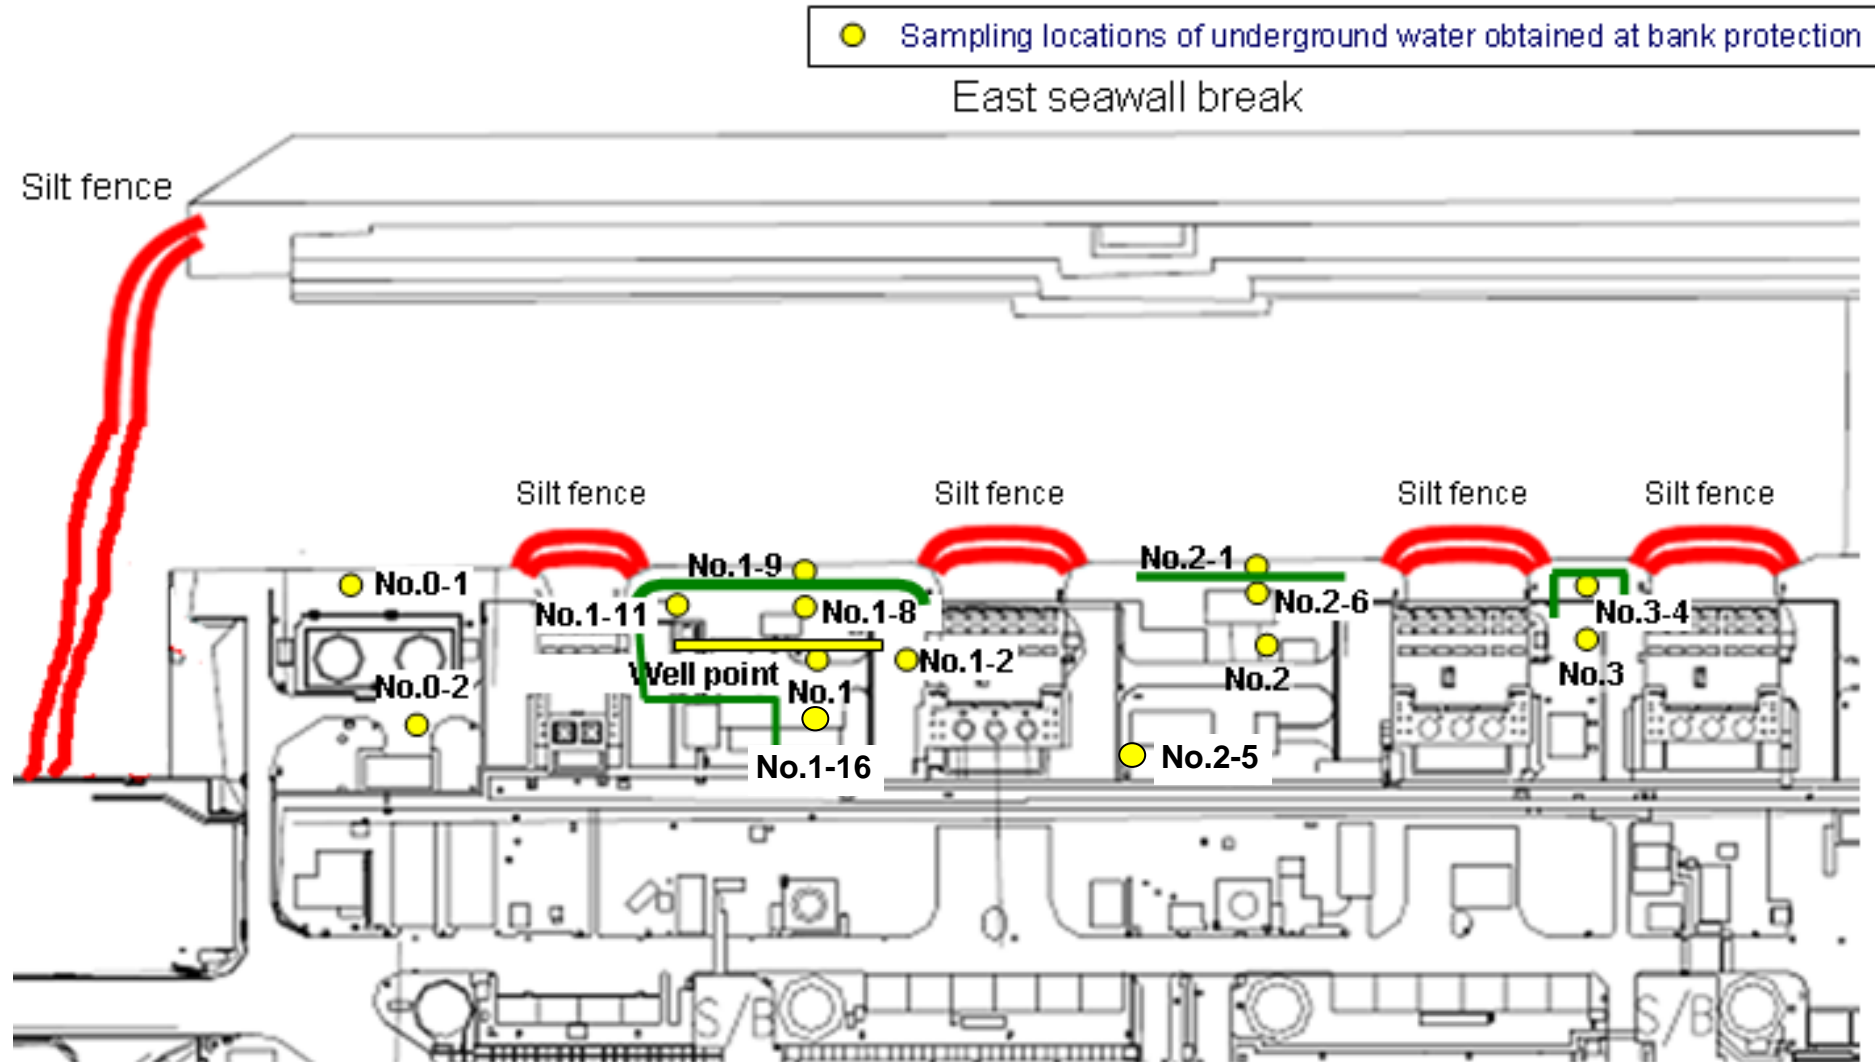 Sampling locations of underground water obtained at bank protection
East seawall break
Silt fence
Silt fence
Silt fence
Silt fence
Silt fence
No.1-9
No.2-1
No.0-1
No.1-11
No.1-8
No.2-6
No.3-4
Well point
No.1-2
No.0-2
No.1
No.2
No.3
No.1-16
No.2-5
S/B
S/B